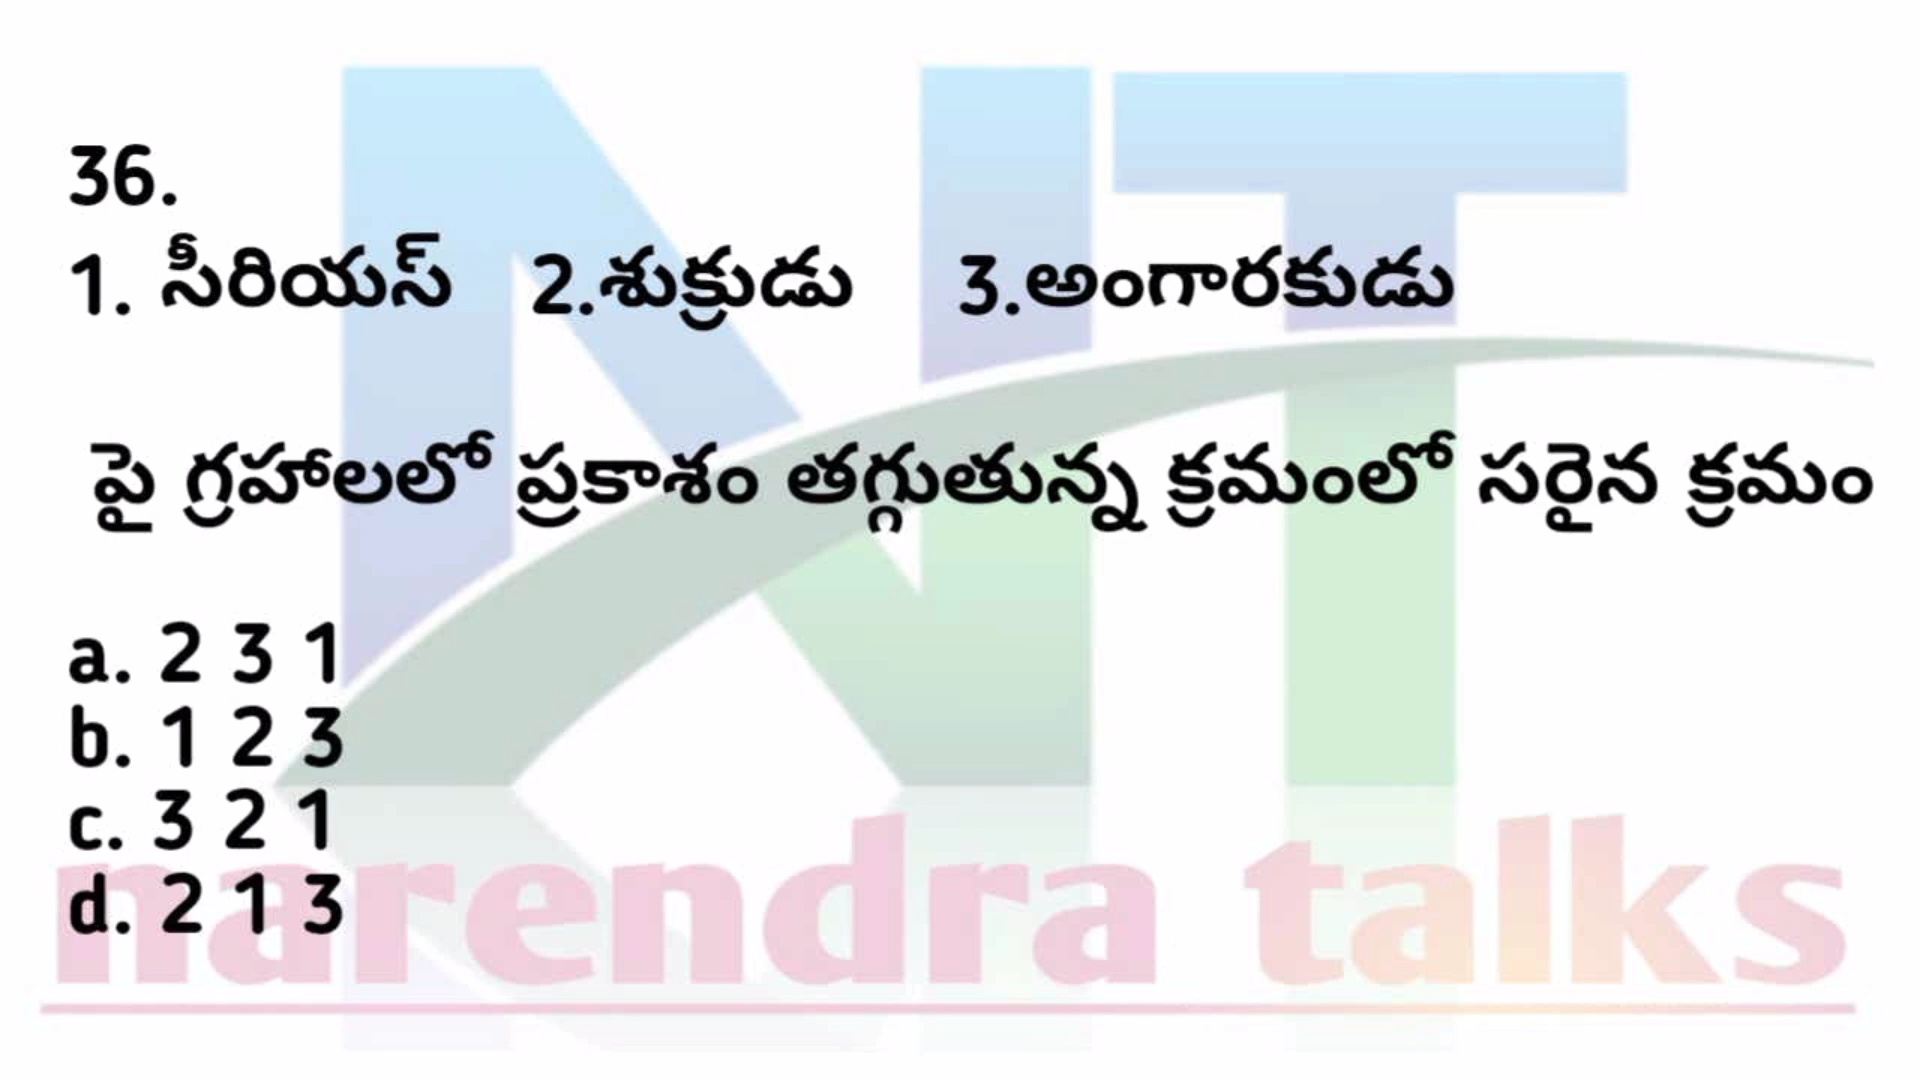 36.
1. సీరియస్ 2.శుక్రుడు 3.అంగారకుడు
పై గ్రహాలలో ప్రకాశం తగ్గుతున్న క్రమంలో సరైన క్రమం
a. 2 3 1
b. 1 2 3
c. 3 2 1
d. 2 1 3
NT
narendra talks